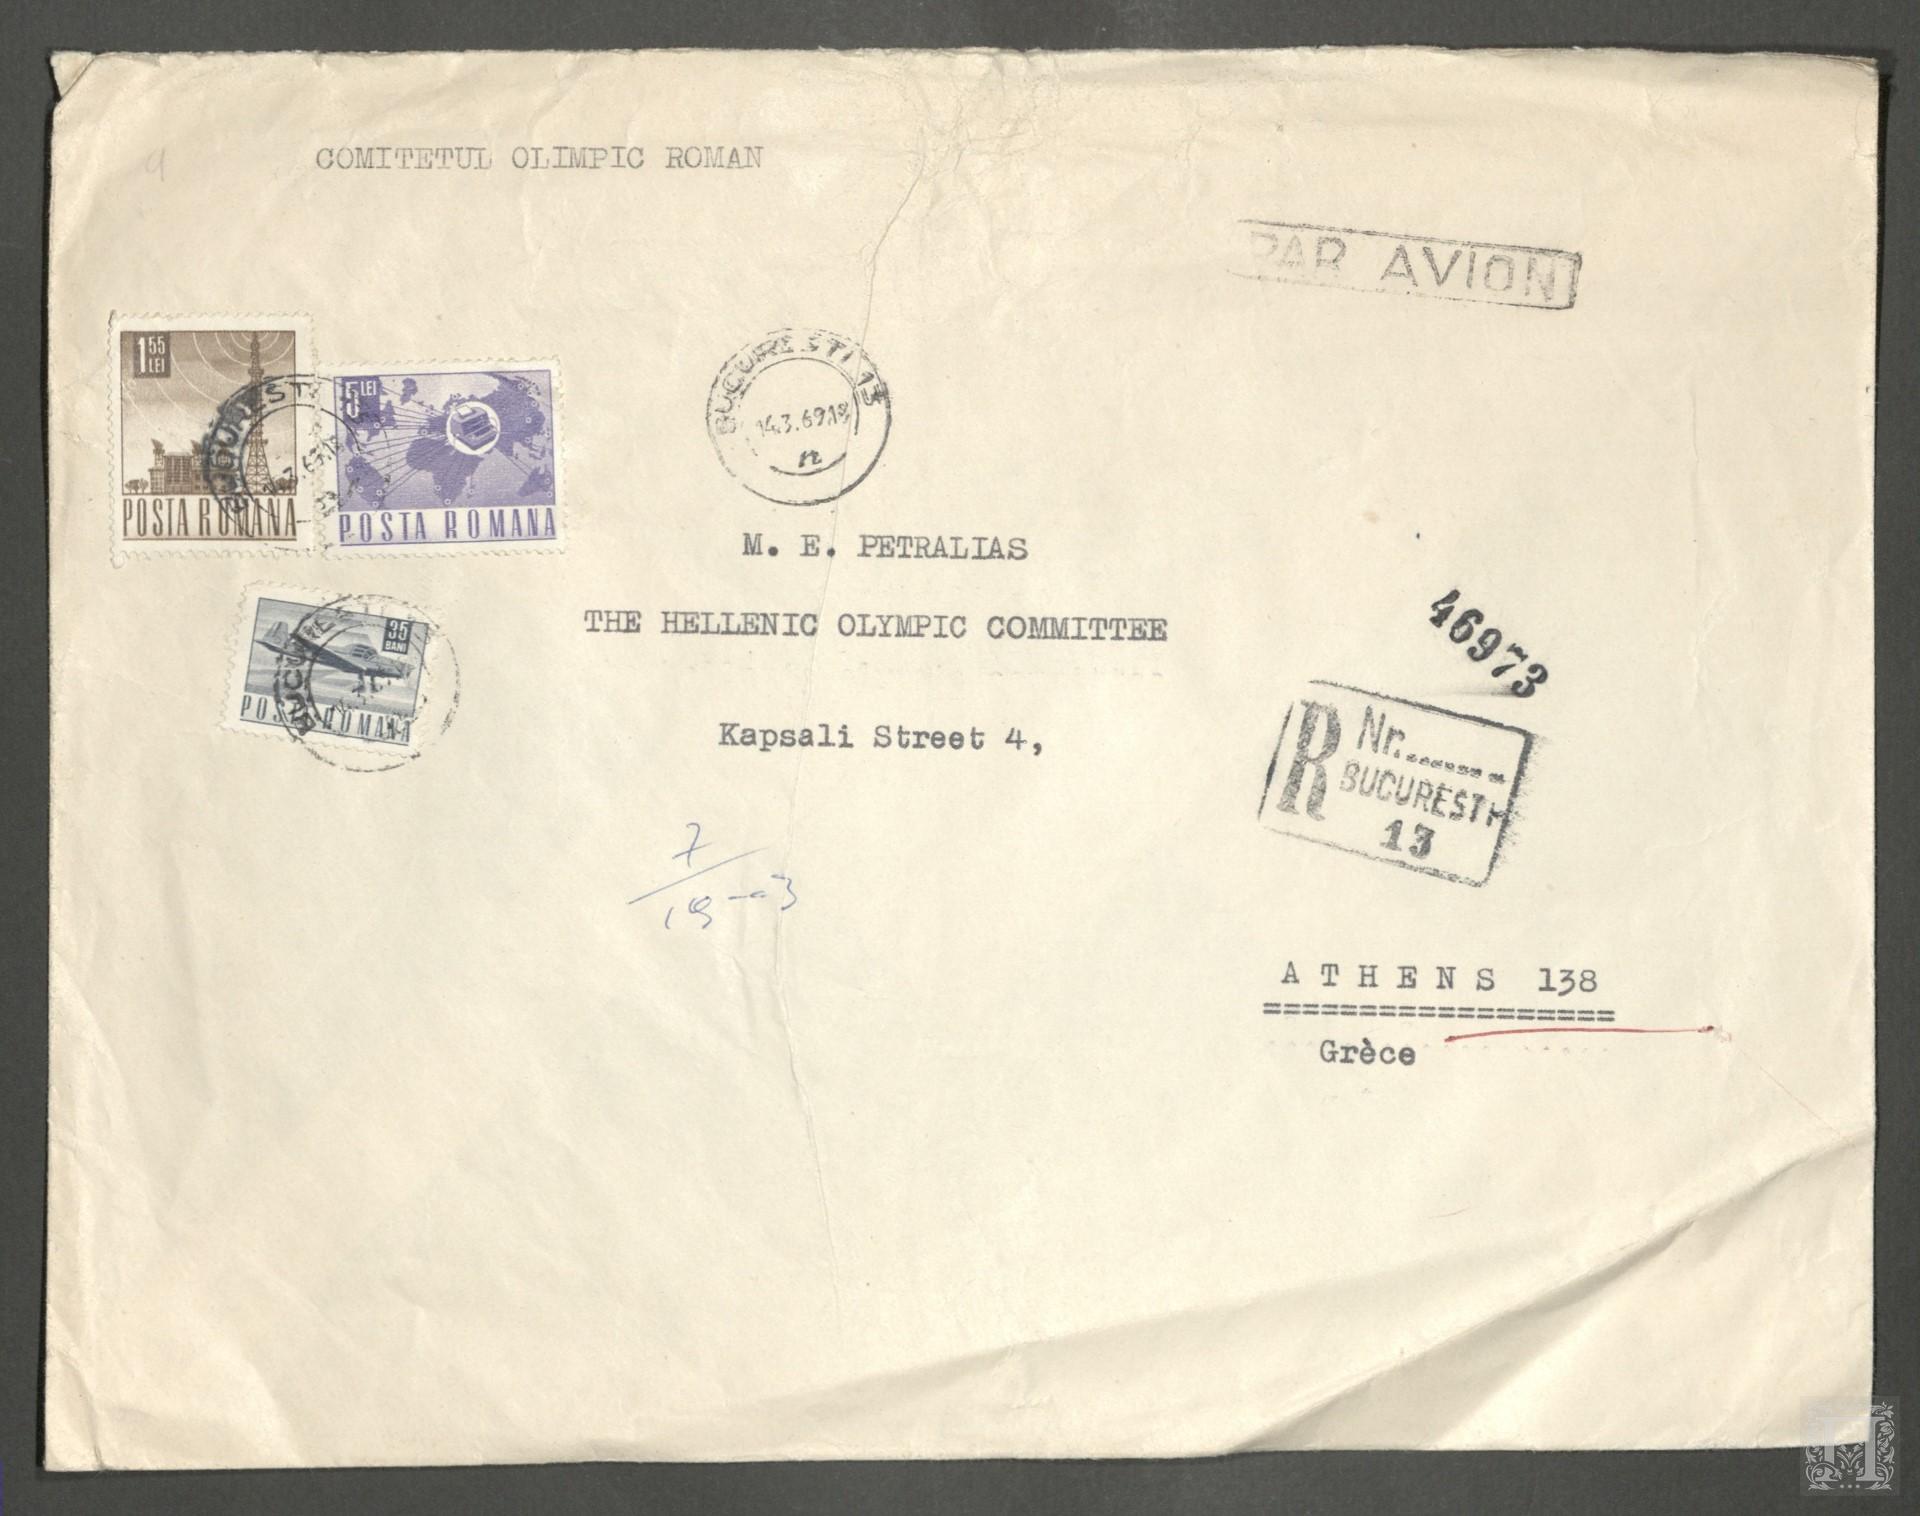 COMITETUL OLIMPIC ROMAN
PAR AVION
1 55 LEI
POSTA ROMANA
5 LEI
POSTA ROMANA
BUCURESTI 13
14.3.69.18
n
35 BANI
POSTA ROMANA
M. E. PETRALIAS
THE HELLENIC OLYMPIC COMMITTEE
Kapsali Street 4,
46973
R Nr.
BUCURESTI
13
7
19-3
A T H E N S 138
==================
Grèce